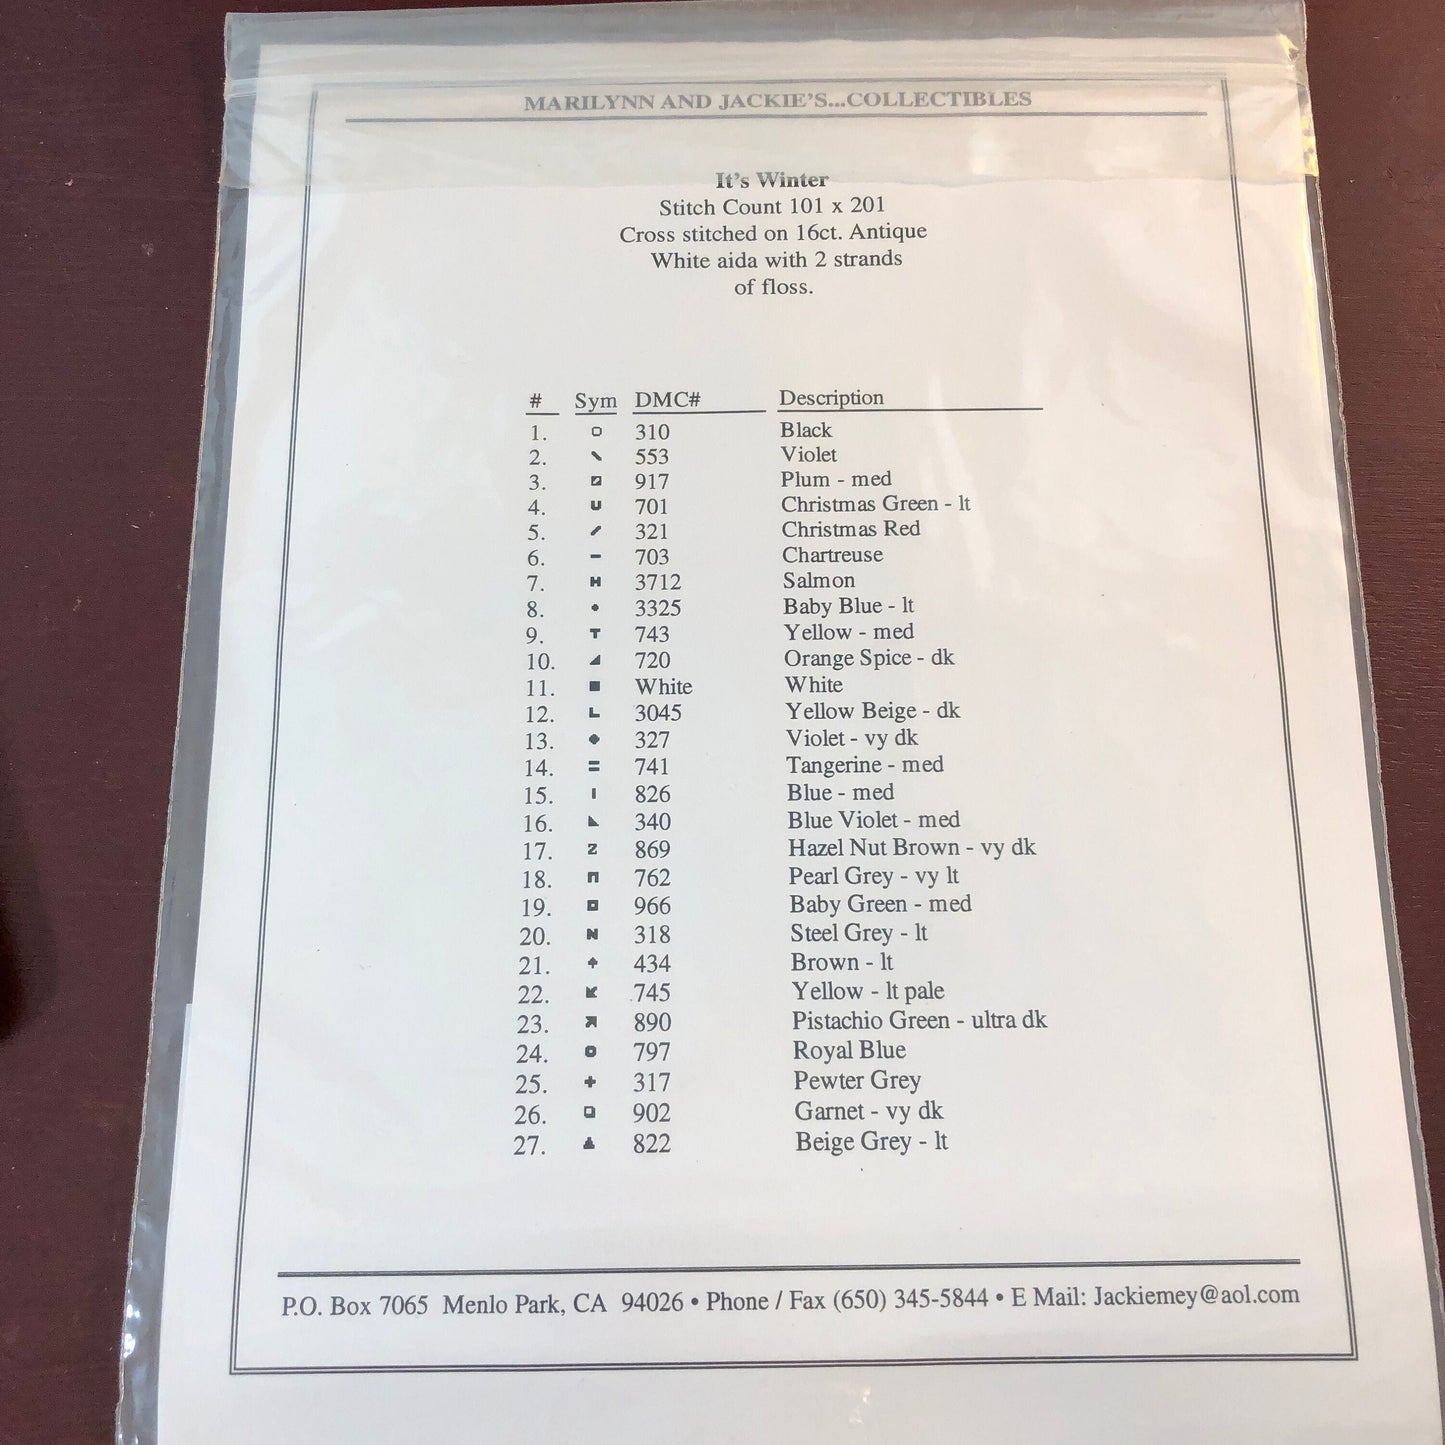 MARILYNN AND JACKIE'S...COLLECTIBLES
It's Winter
Stitch Count 101 x 201
Cross stitched on 16ct. Antique
White aida with 2 strands
of floss.
# Sym DMC# Description
1. 310 Black
2. 553 Violet
3. 917 Plum - med
4. 701 Christmas Green - lt
5. 321 Christmas Red
6. 703 Chartreuse
7. 3712 Salmon
8. 3325 Baby Blue - lt
9. 743 Yellow - med
10. 720 Orange Spice - dk
11. White White
12. 3045 Yellow Beige - dk
13. 327 Violet - vy dk
14. 741 Tangerine - med
15. 826 Blue - med
16. 340 Blue Violet - med
17. 869 Hazel Nut Brown - vy dk
18. 762 Pearl Grey - vy lt
19. 966 Baby Green - med
20. 318 Steel Grey - lt
21. 434 Brown - lt
22. 745 Yellow - lt pale
23. 890 Pistachio Green - ultra dk
24. 797 Royal Blue
25. 317 Pewter Grey
26. 902 Garnet - vy dk
27. 822 Beige Grey - lt
P.O. Box 7065 Menlo Park, CA 94026 • Phone / Fax (650) 345-5844 • E Mail: Jackiemey@aol.com